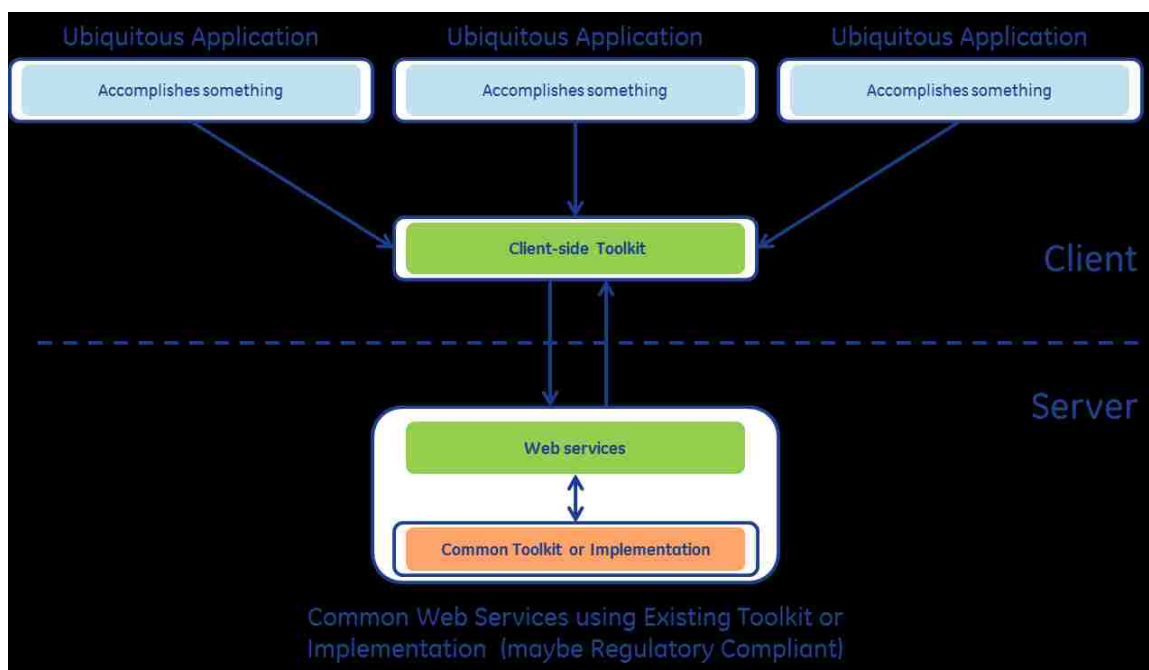 Ubiquitous Application
Ubiquitous Application
Ubiquitous Application
Accomplishes something
Accomplishes something
Accomplishes something
Client-side Toolkit
Client
Server
Web services
Common Toolkit or Implementation
Common Web Services using Existing Toolkit or
Implementation (maybe Regulatory Compliant)